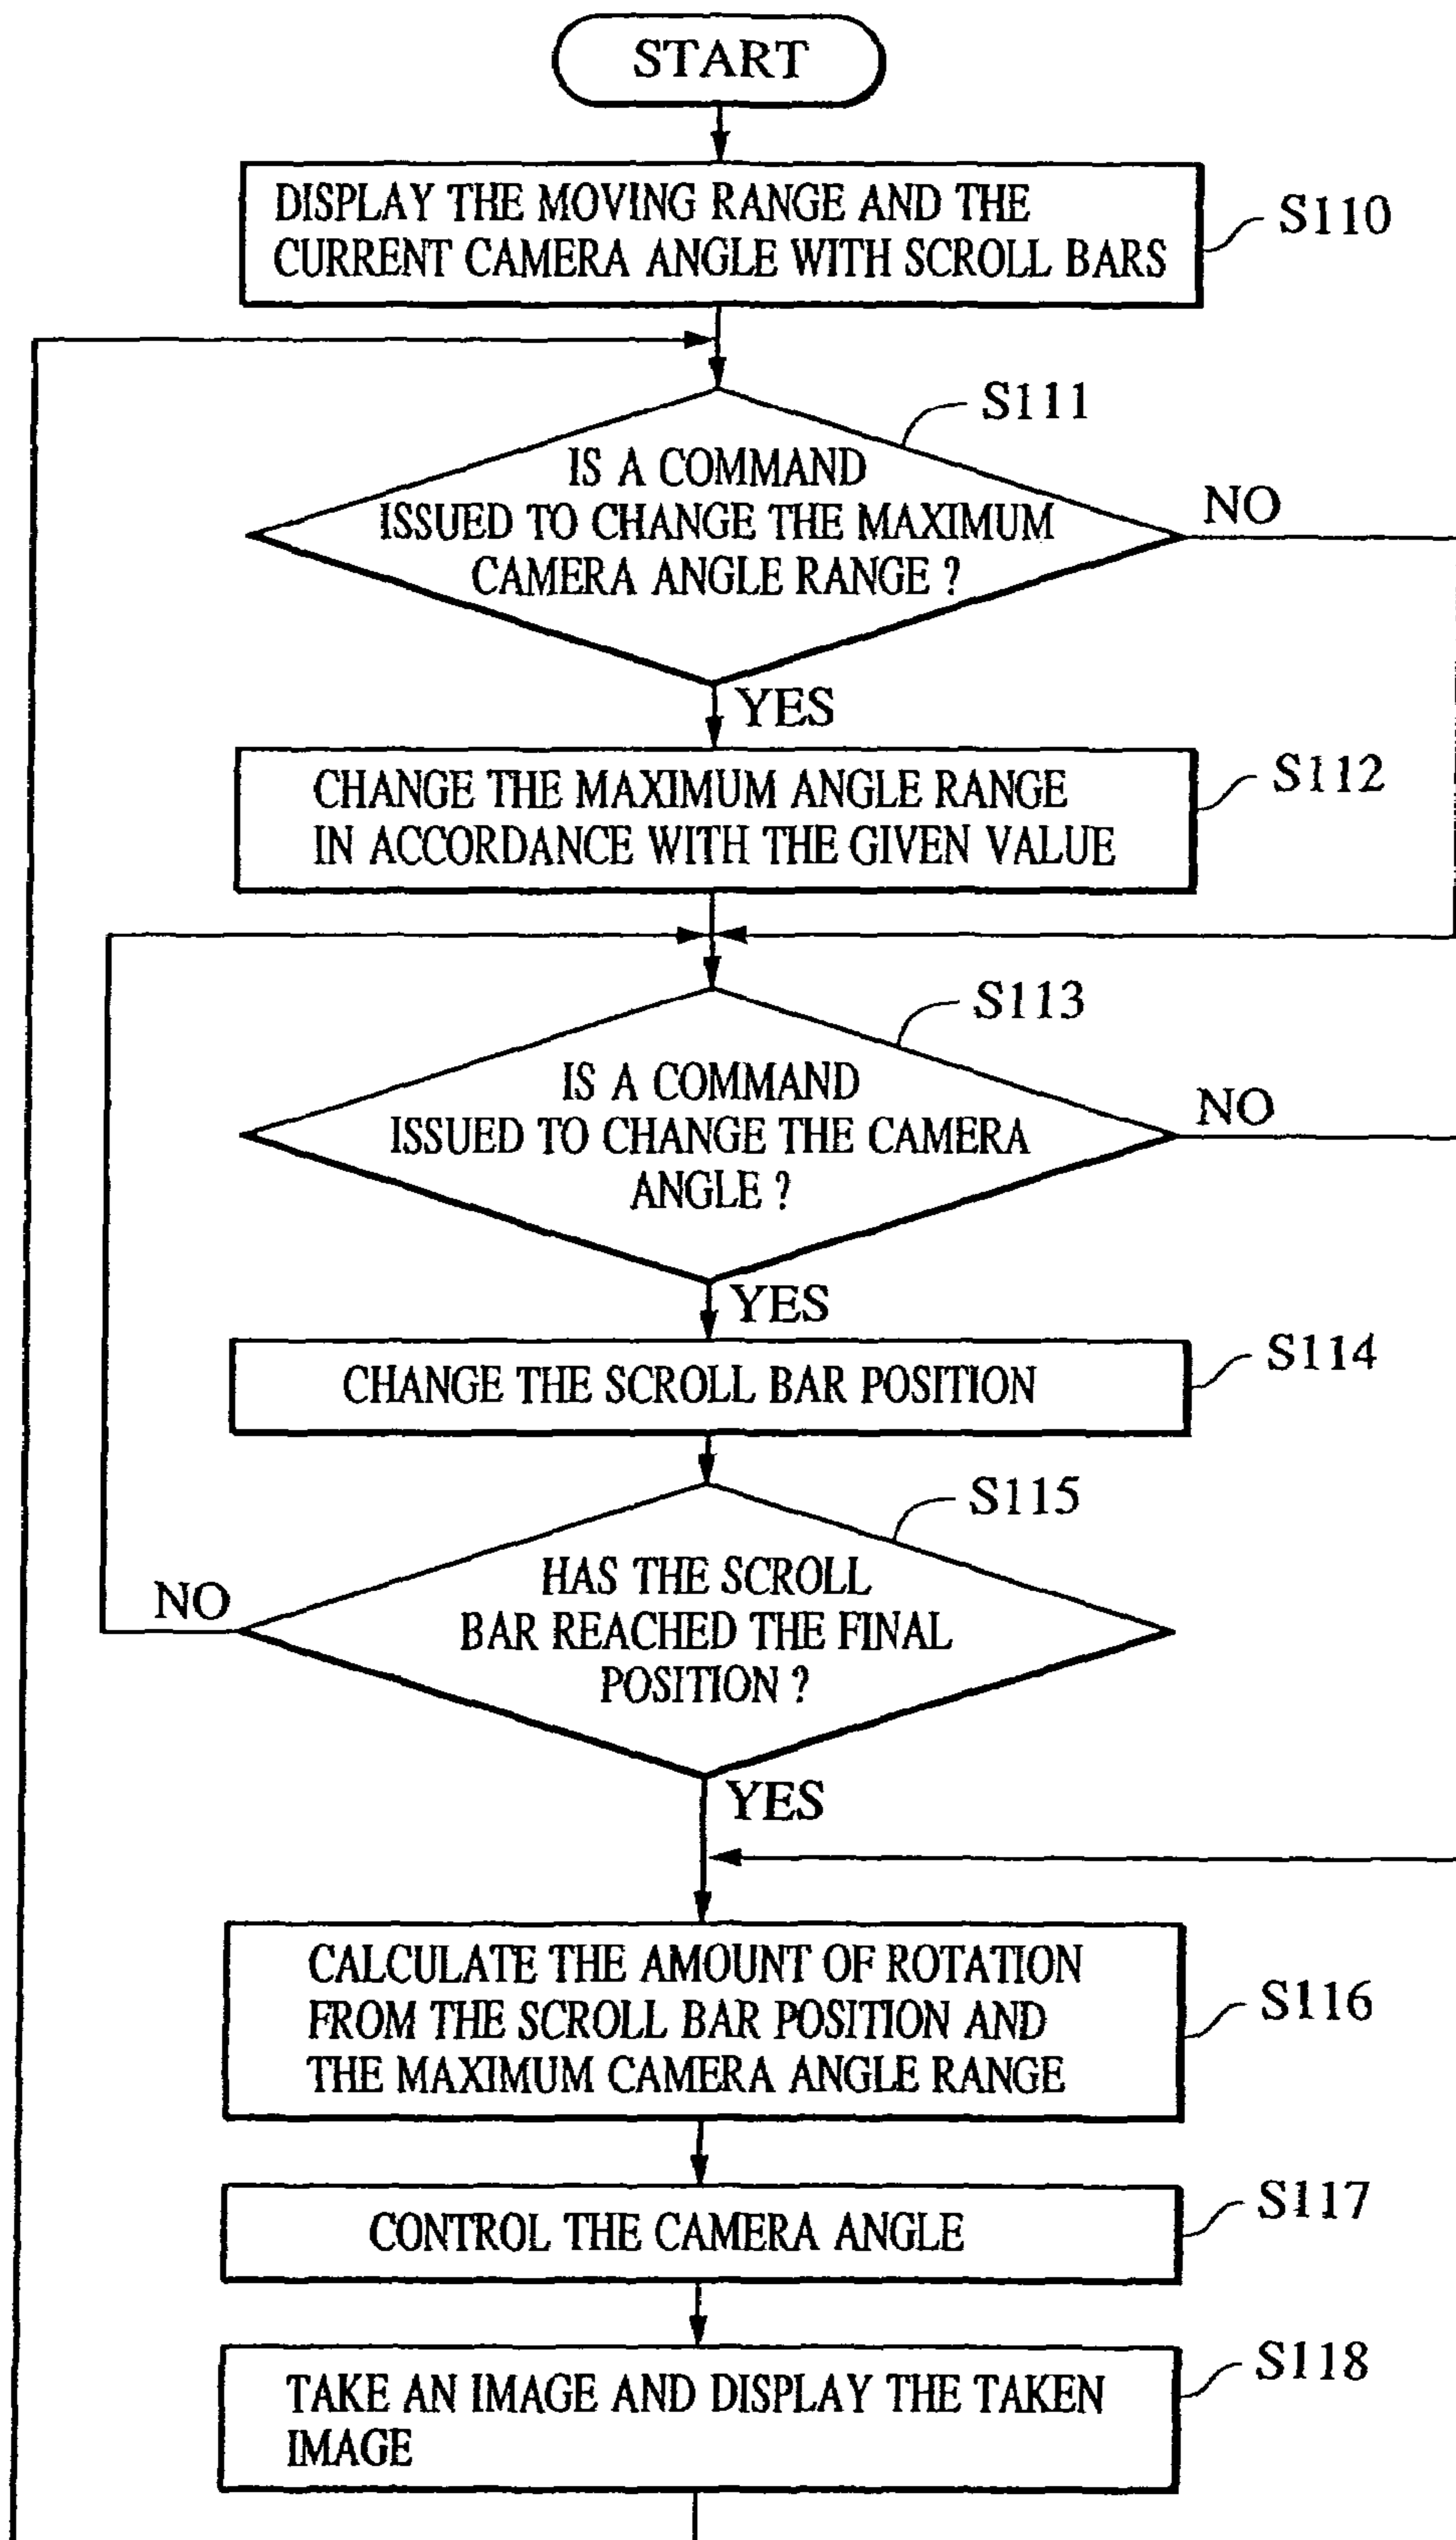 START
DISPLAY THE MOVING RANGE AND THE
CURRENT CAMERA ANGLE WITH SCROLL BARS
S110
S111
IS A COMMAND
ISSUED TO CHANGE THE MAXIMUM
CAMERA ANGLE RANGE ?
NO
YES
CHANGE THE MAXIMUM ANGLE RANGE
IN ACCORDANCE WITH THE GIVEN VALUE
S112
S113
IS A COMMAND
ISSUED TO CHANGE THE CAMERA
ANGLE ?
NO
YES
CHANGE THE SCROLL BAR POSITION
S114
S115
HAS THE SCROLL
BAR REACHED THE FINAL
POSITION ?
NO
YES
CALCULATE THE AMOUNT OF ROTATION
FROM THE SCROLL BAR POSITION AND
THE MAXIMUM CAMERA ANGLE RANGE
S116
CONTROL THE CAMERA ANGLE
S117
TAKE AN IMAGE AND DISPLAY THE TAKEN
IMAGE
S118